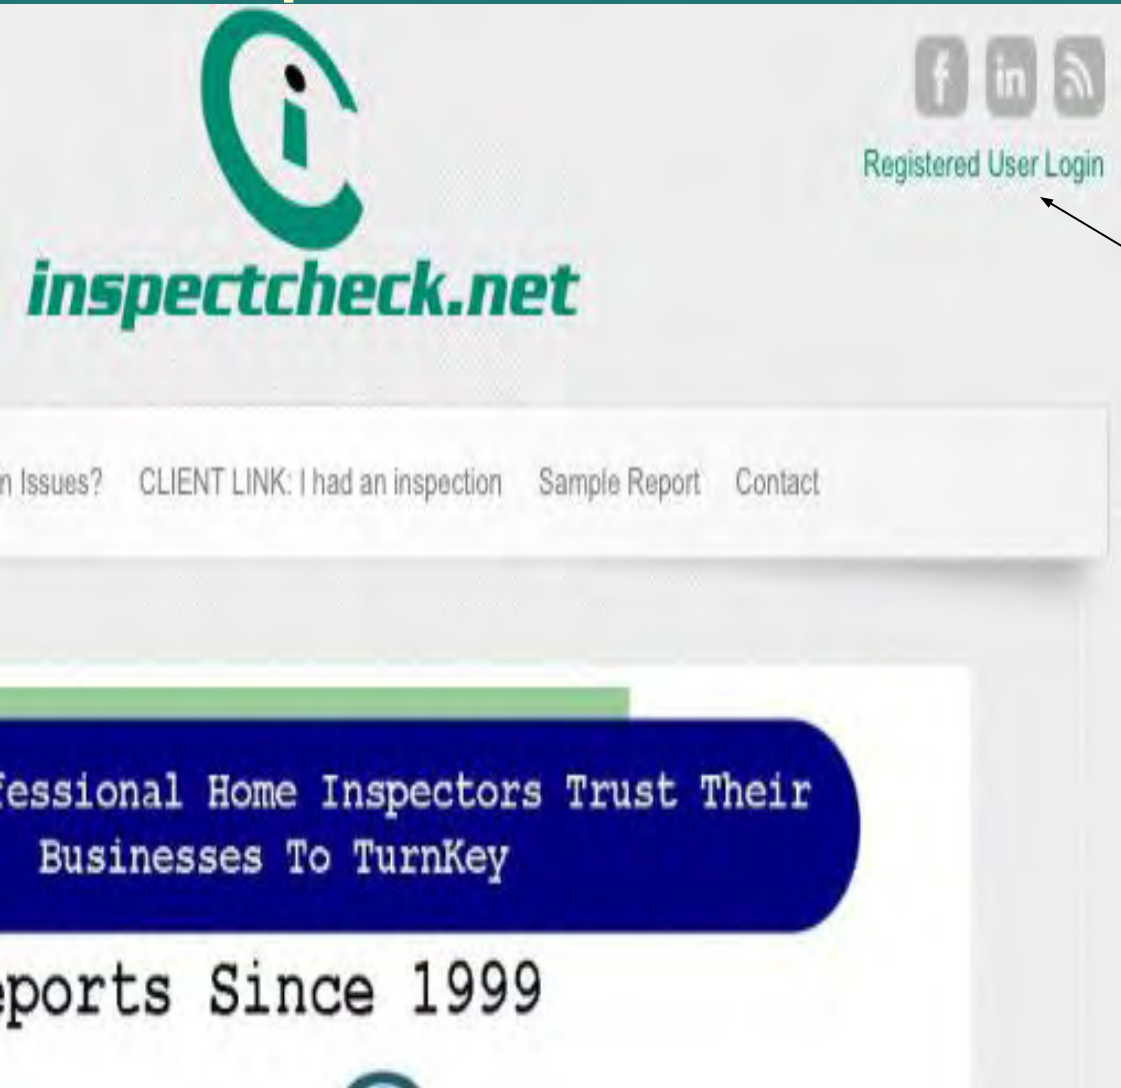 Registered User Login
inspectcheck.net
n Issues? CLIENT LINK: I had an inspection Sample Report Contact
fessional Home Inspectors Trust Their
Businesses To TurnKey
eports Since 1999